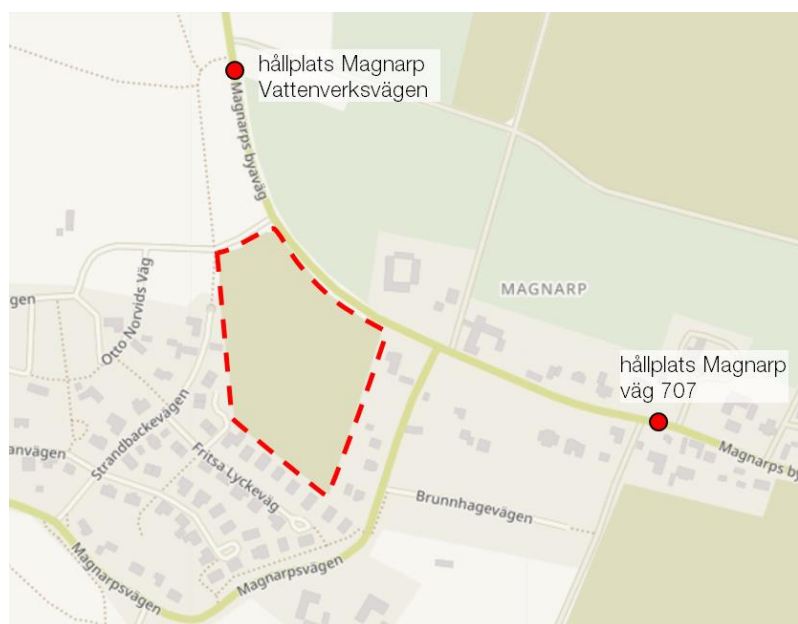 hållplats Magnarp
Vattenverksvägen
Magnarps byaväg
MAGNARP
gen
Otto Norvids Väg
hållplats Magnarp
väg 707
Strandbackevägen
Fritsa Lyckeväg
anvägen
Magnarps by
Brunnhagevägen
Magnarpsvägen
Magnarpsvägen